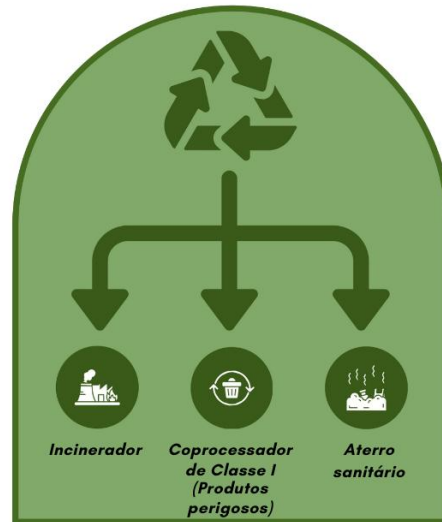 Incinerador
Coprocessador
de Classe I
(Produtos
perigosos)
Aterro
sanitário